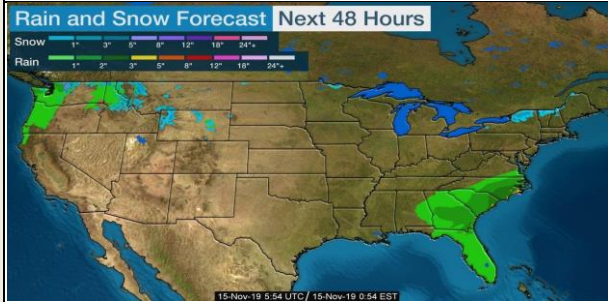 Rain and Snow Forecast Next 48 Hours
Snow
1" 3" 5" 8" 12" 18" 24"+
Rain
1" 2" 3" 5" 8" 12" 18" 24"+
15-Nov-19 5:54 UTC / 15-Nov-19 0:54 EST